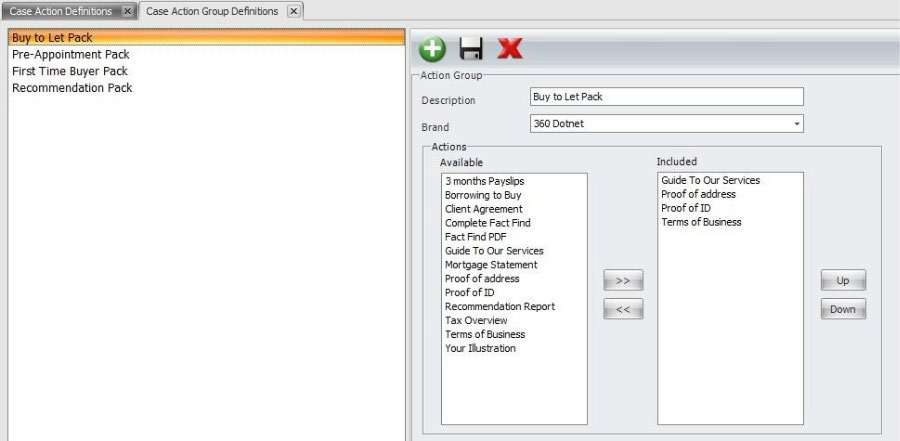 Case Action Definitions
Case Action Group Definitions
Buy to Let Pack
Pre-Appointment Pack
First Time Buyer Pack
Recommendation Pack
Action Group
Description
Buy to Let Pack
Brand
360 Dotnet
Actions
Available
3 months Payslips
Borrowing to Buy
Client Agreement
Complete Fact Find
Fact Find PDF
Guide To Our Services
Mortgage Statement
Proof of address
Proof of ID
Recommendation Report
Tax Overview
Terms of Business
Your Illustration
>>
<<
Included
Guide To Our Services
Proof of address
Proof of ID
Terms of Business
Up
Down